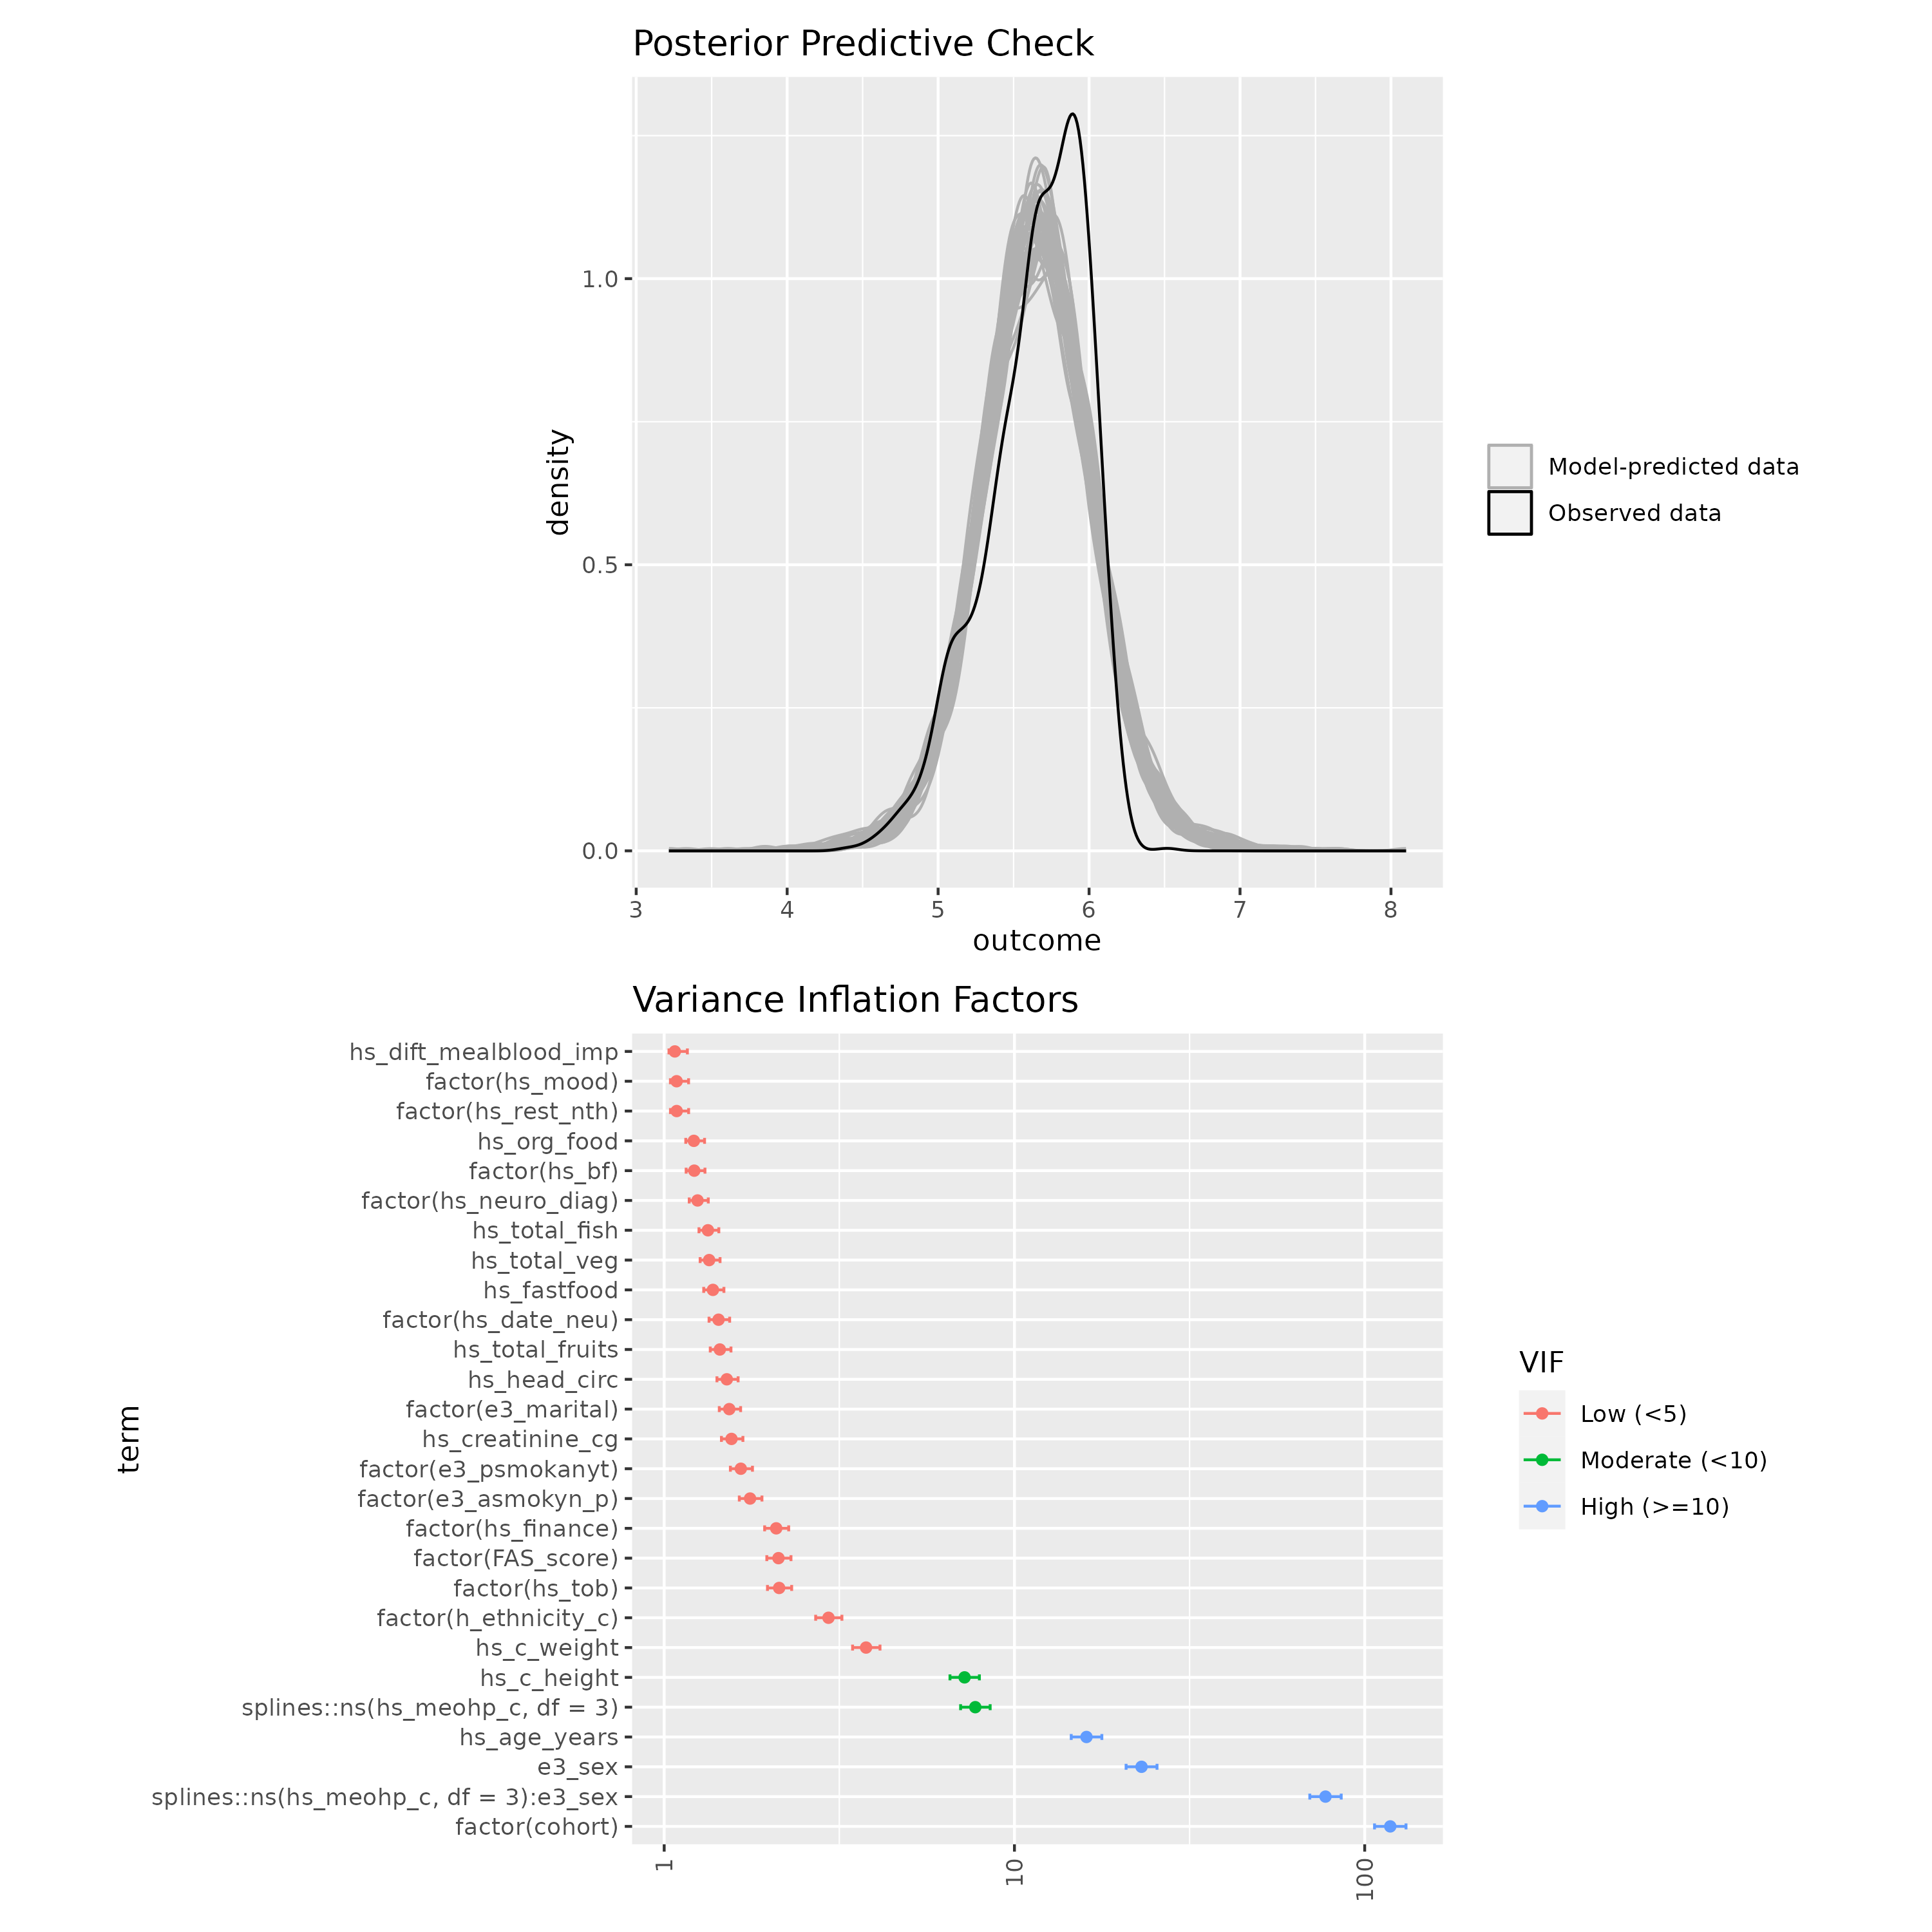 Posterior Predictive Check
density
1.0
0.5
0.0
3 4 5 6 7 8
outcome
Model-predicted data
Observed data
Variance Inflation Factors
term
hs_dift_mealblood_imp
factor(hs_mood)
factor(hs_rest_nth)
hs_org_food
factor(hs_bf)
factor(hs_neuro_diag)
hs_total_fish
hs_total_veg
hs_fastfood
factor(hs_date_neu)
hs_total_fruits
hs_head_circ
factor(e3_marital)
hs_creatinine_cg
factor(e3_psmokanyt)
factor(e3_asmokyn_p)
factor(hs_finance)
factor(FAS_score)
factor(hs_tob)
factor(h_ethnicity_c)
hs_c_weight
hs_c_height
splines::ns(hs_meohp_c, df = 3)
hs_age_years
e3_sex
splines::ns(hs_meohp_c, df = 3):e3_sex
factor(cohort)
1 10 100
VIF
Low (<5)
Moderate (<10)
High (>=10)